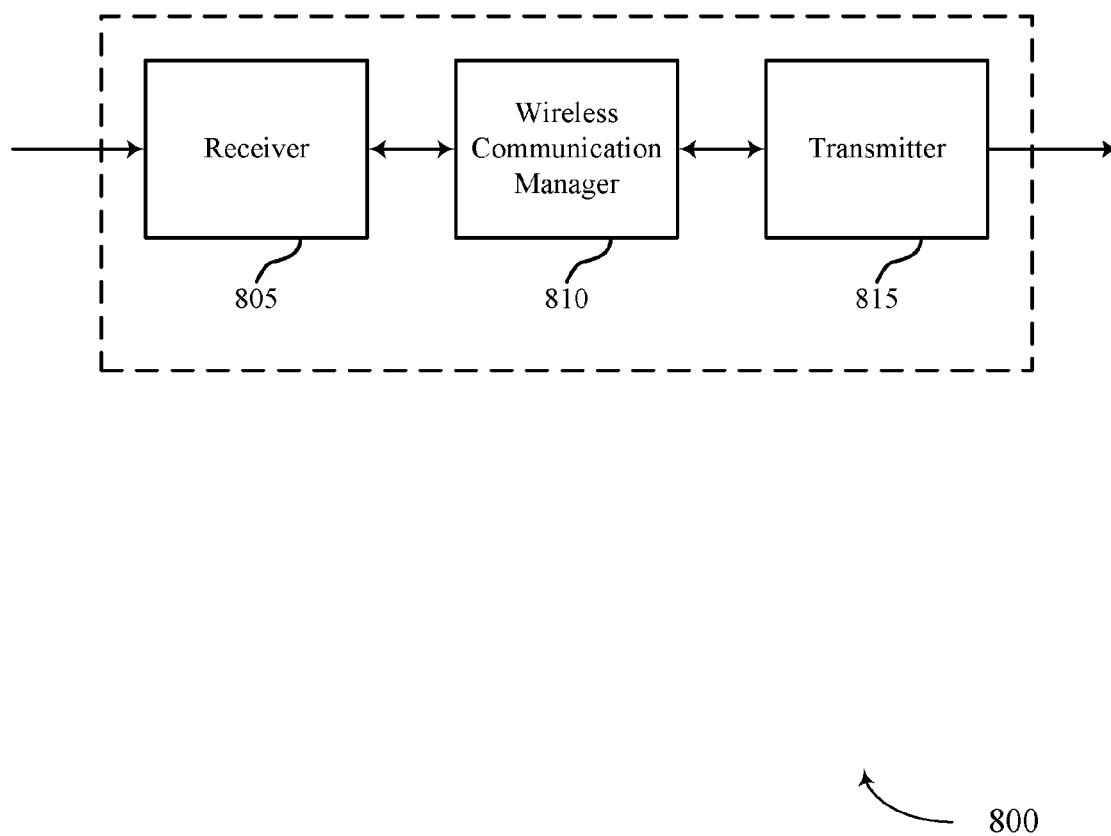 Receiver
Wireless
Communication
Manager
Transmitter
805
810
815
800